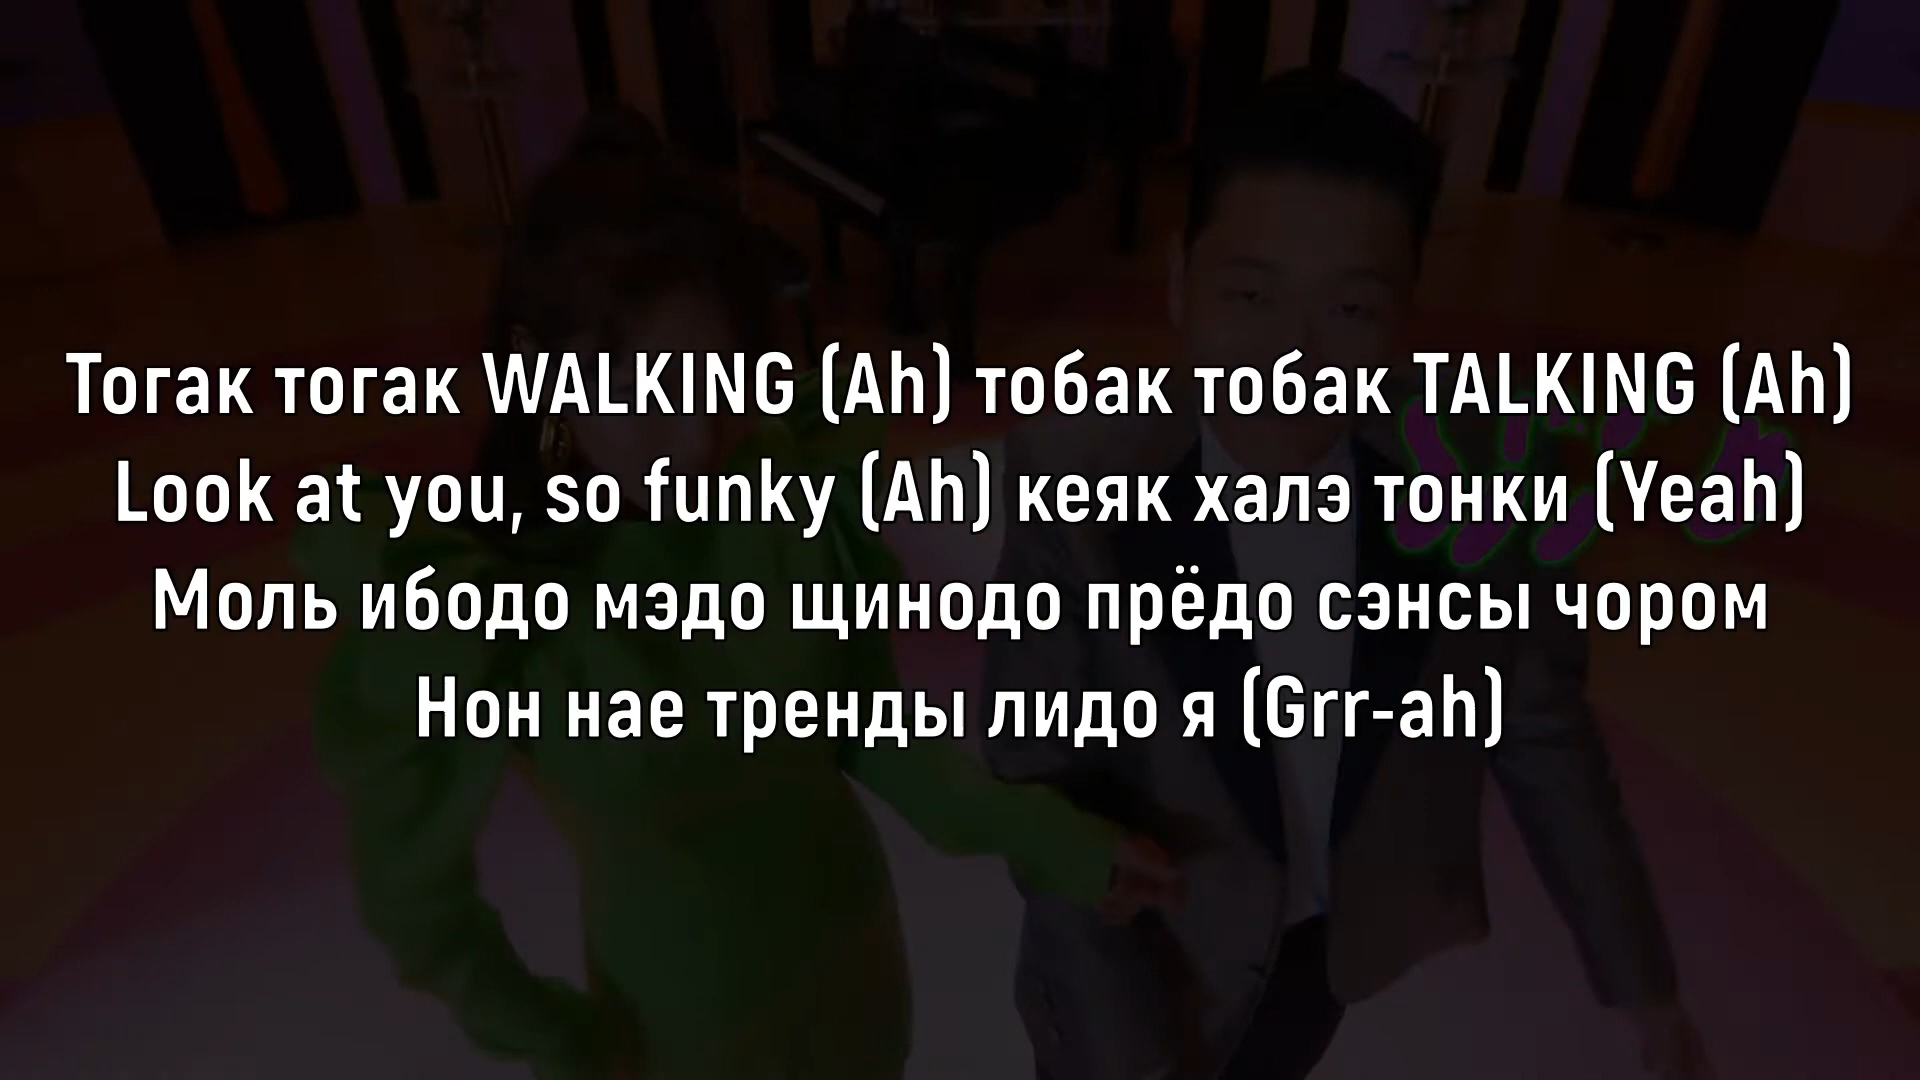 Тогак тогак WALKING (Ah) тобак тобак TALKING (Ah)
Look at you, so funky (Ah) кеяк халэ тонки (Yeah)
Моль ибодо мэдо щинодо прёдо сэнсы чором
Нон нае тренды лидо я (Grr-ah)